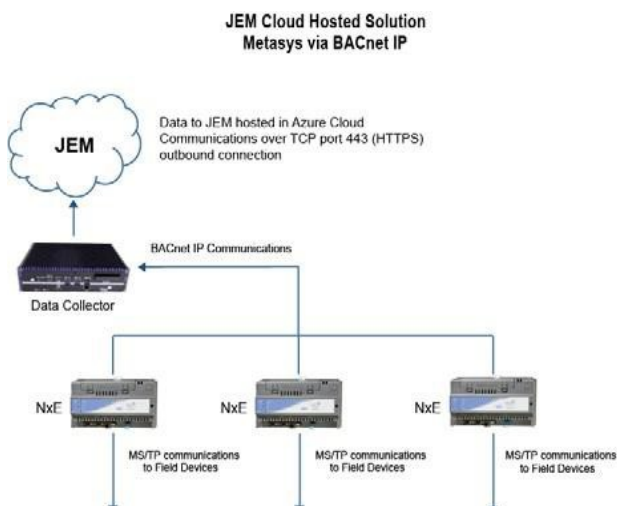 JEM Cloud Hosted Solution
Metasys via BACnet IP
JEM
Data to JEM hosted in Azure Cloud
Communications over TCP port 443 (HTTPS)
outbound connection
BACnet IP Communications
Data Collector
NxE
NxE
NxE
MS/TP communications
to Field Devices
MS/TP communications
to Field Devices
MS/TP communications
to Field Devices